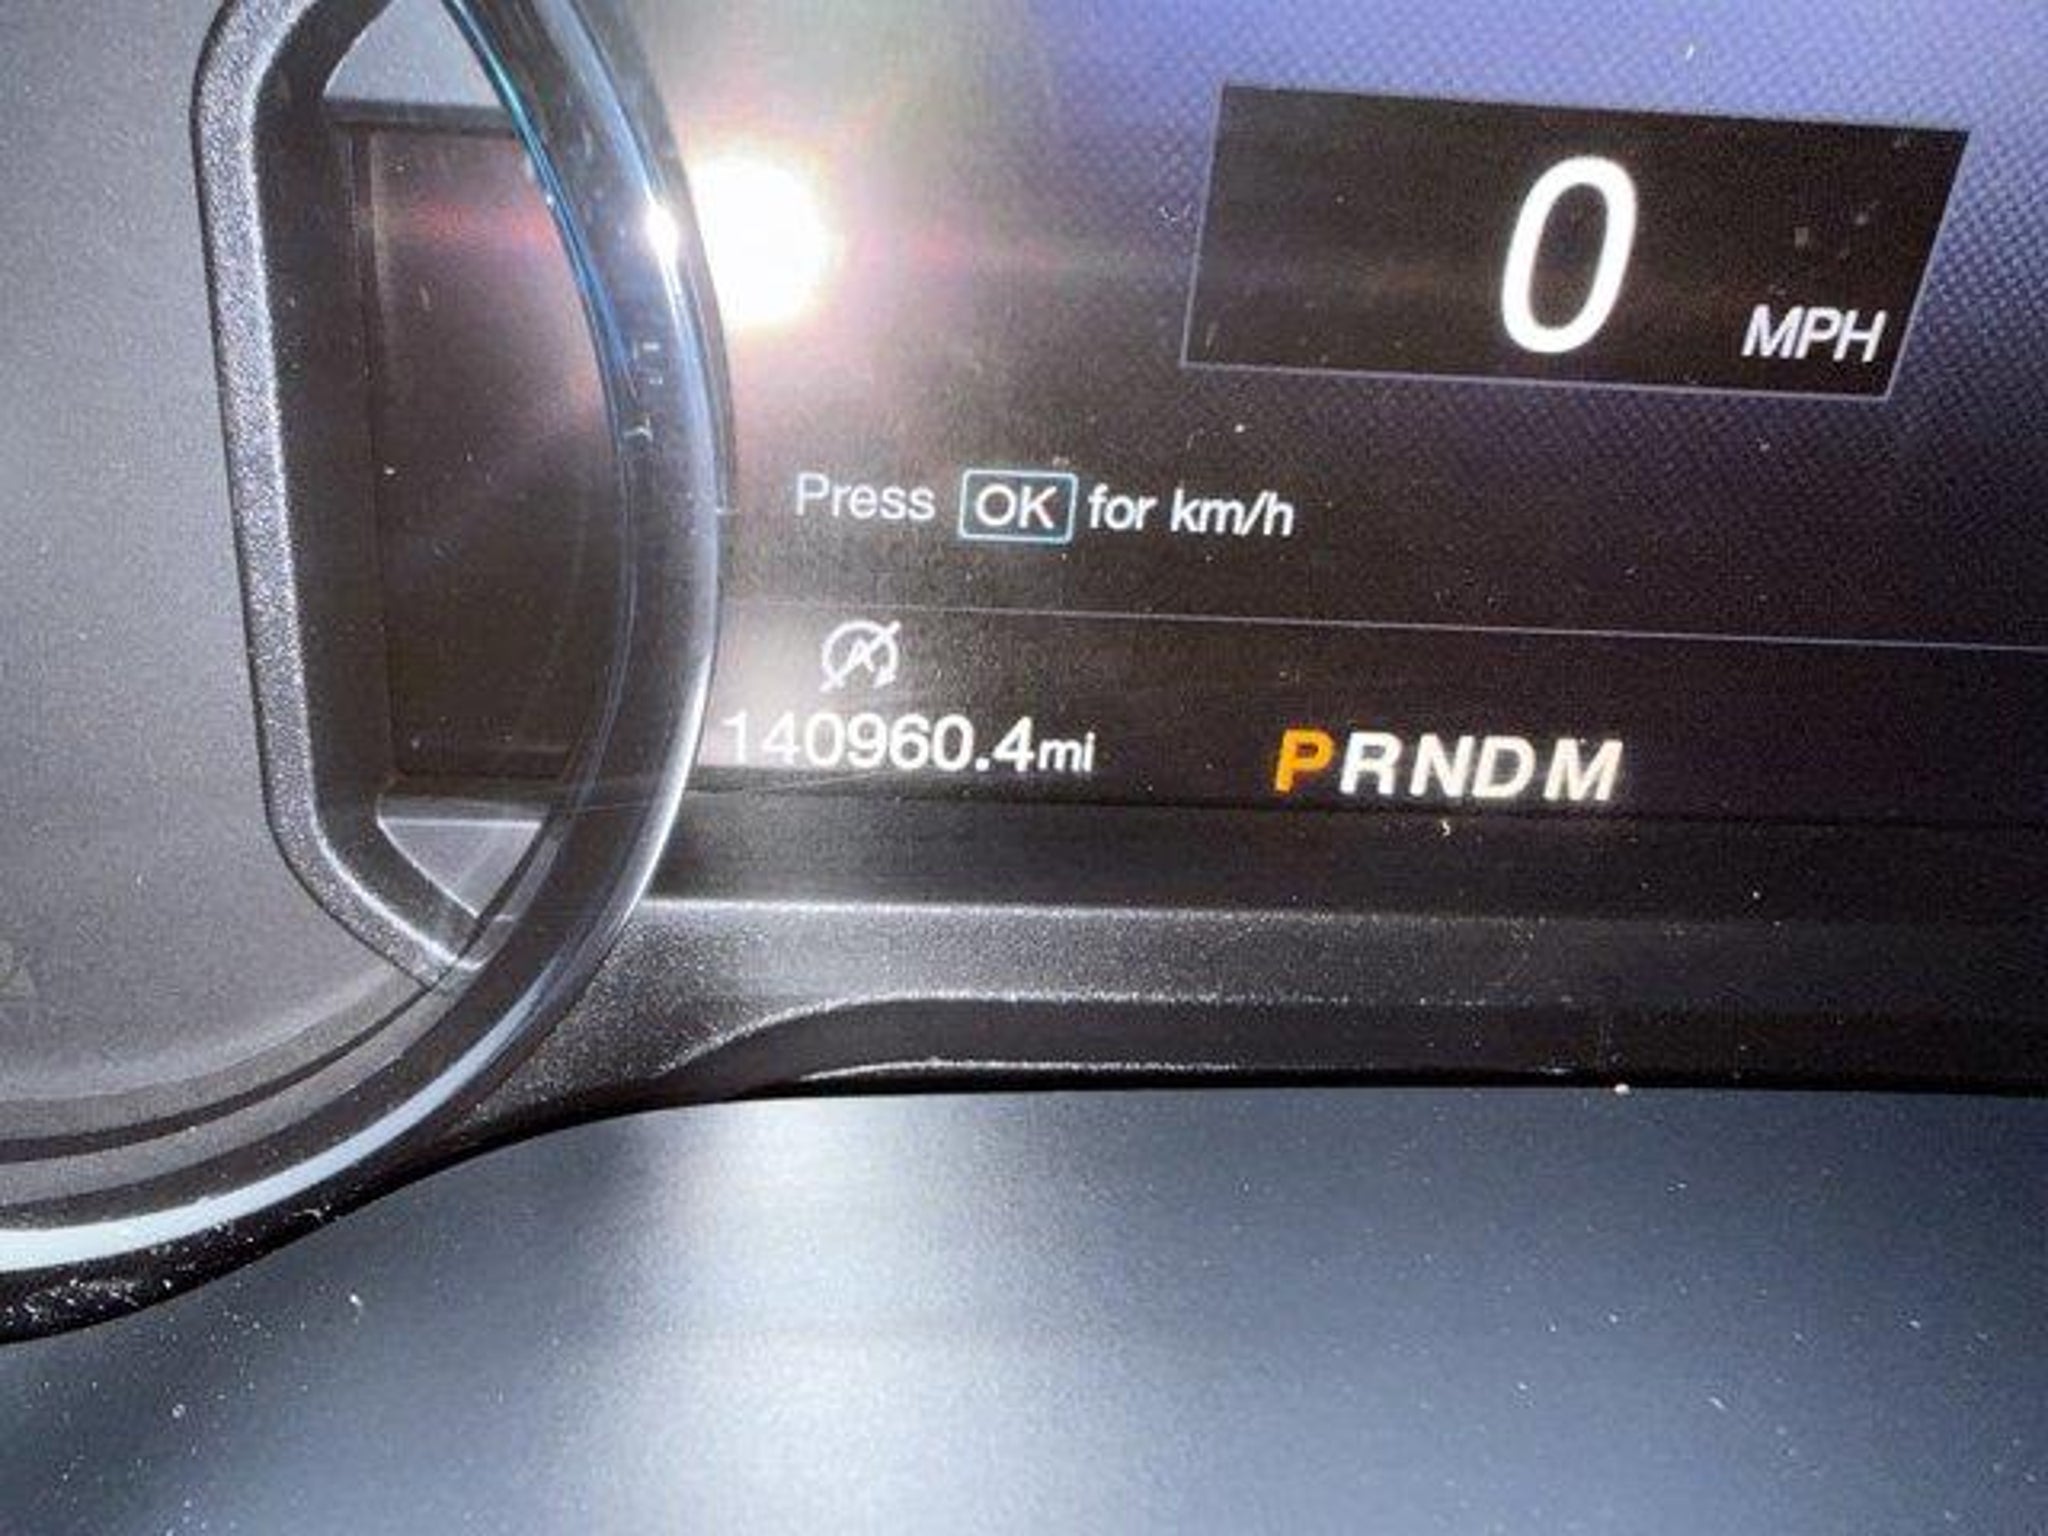 0
MPH
Press OK for km/h
A
140960.4mi
PRNDM